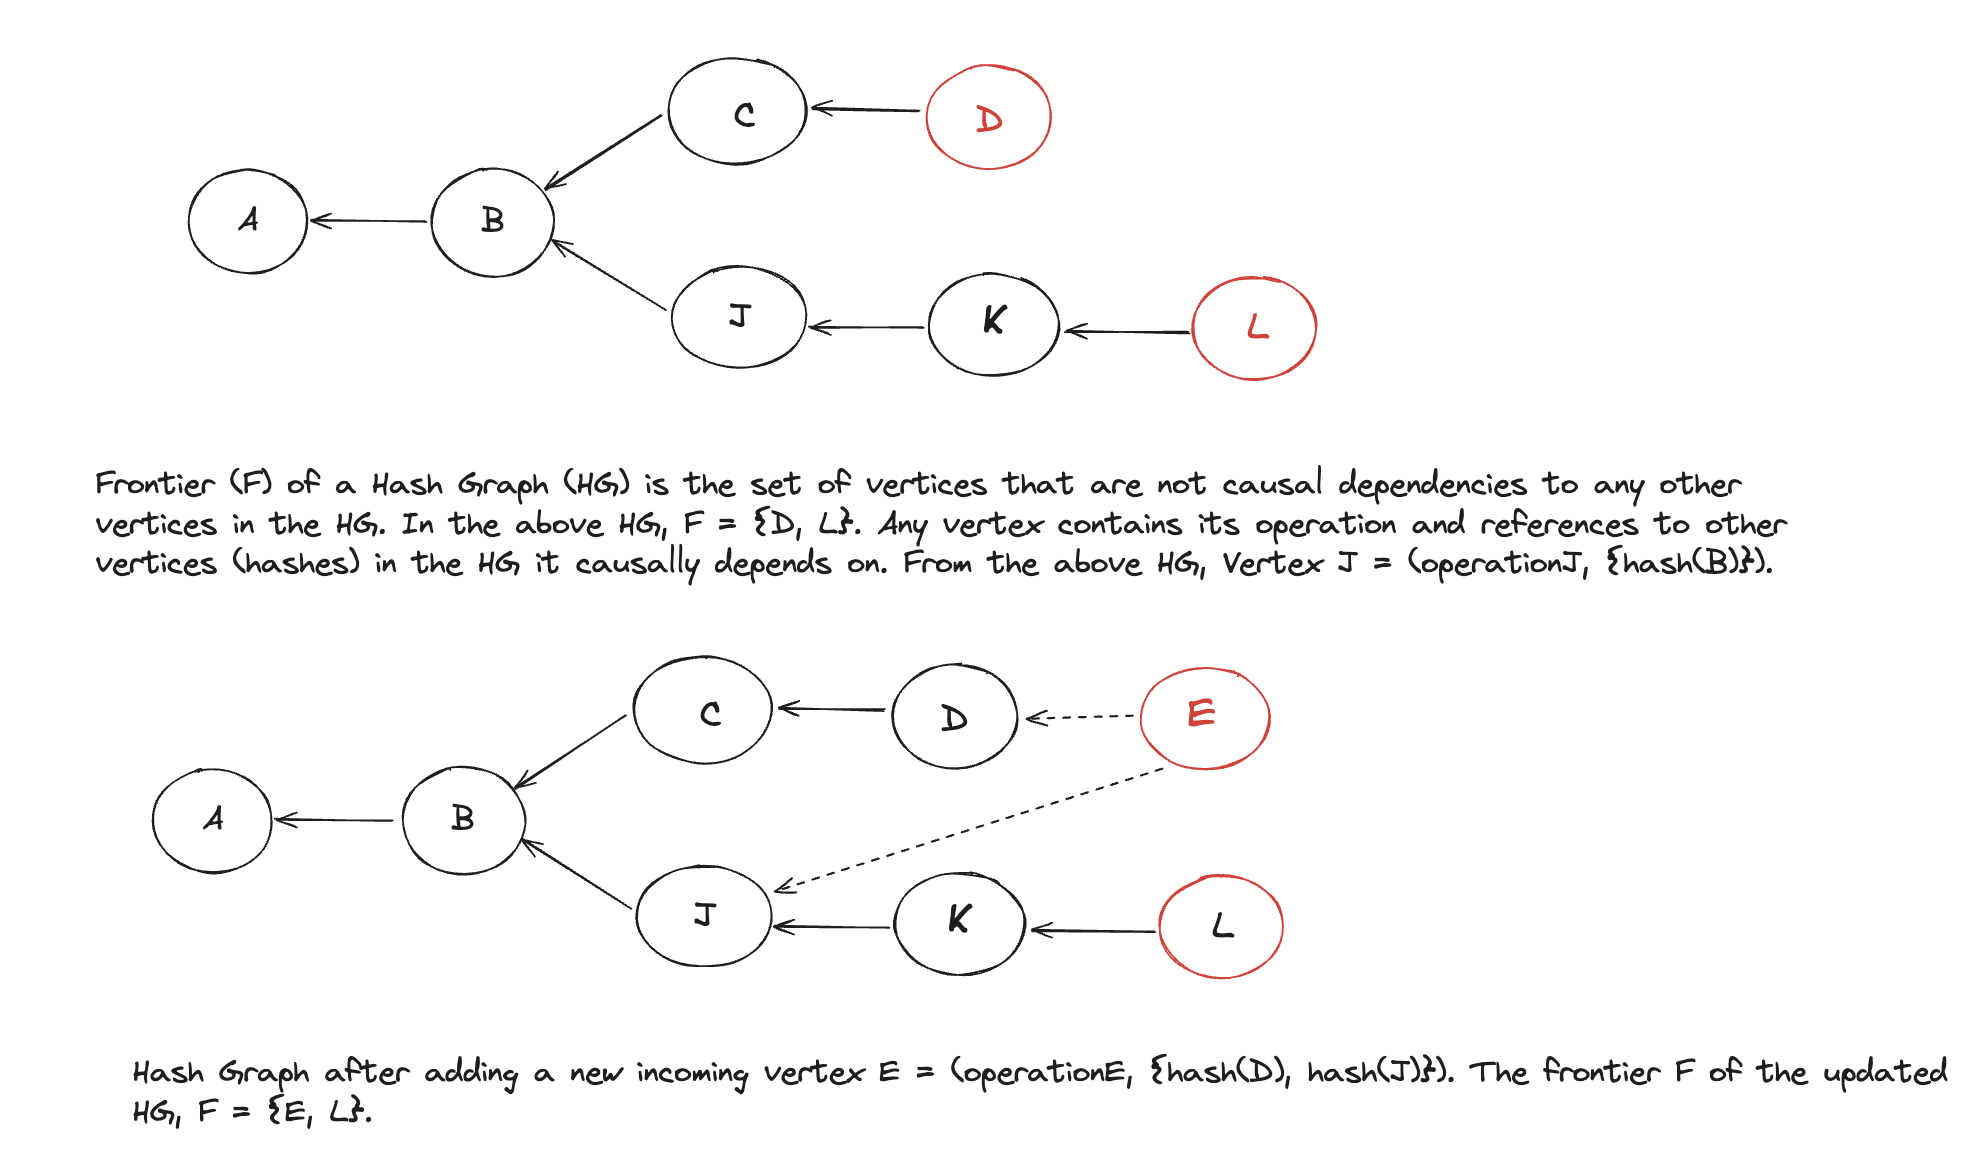 C
D
A
B
J
K
L
Frontier (F) of a Hash Graph (HG) is the set of vertices that are not causal dependencies to any other
vertices in the HG. In the above HG, F = {D, L}. Any vertex contains its operation and references to other
vertices (hashes) in the HG it causally depends on. From the above HG, Vertex J = (operationJ, {hash(B)}).
C
D
E
A
B
J
K
L
Hash Graph after adding a new incoming vertex E = (operationE, {hash(D), hash(J)}). The frontier F of the updated
HG, F = {E, L}.